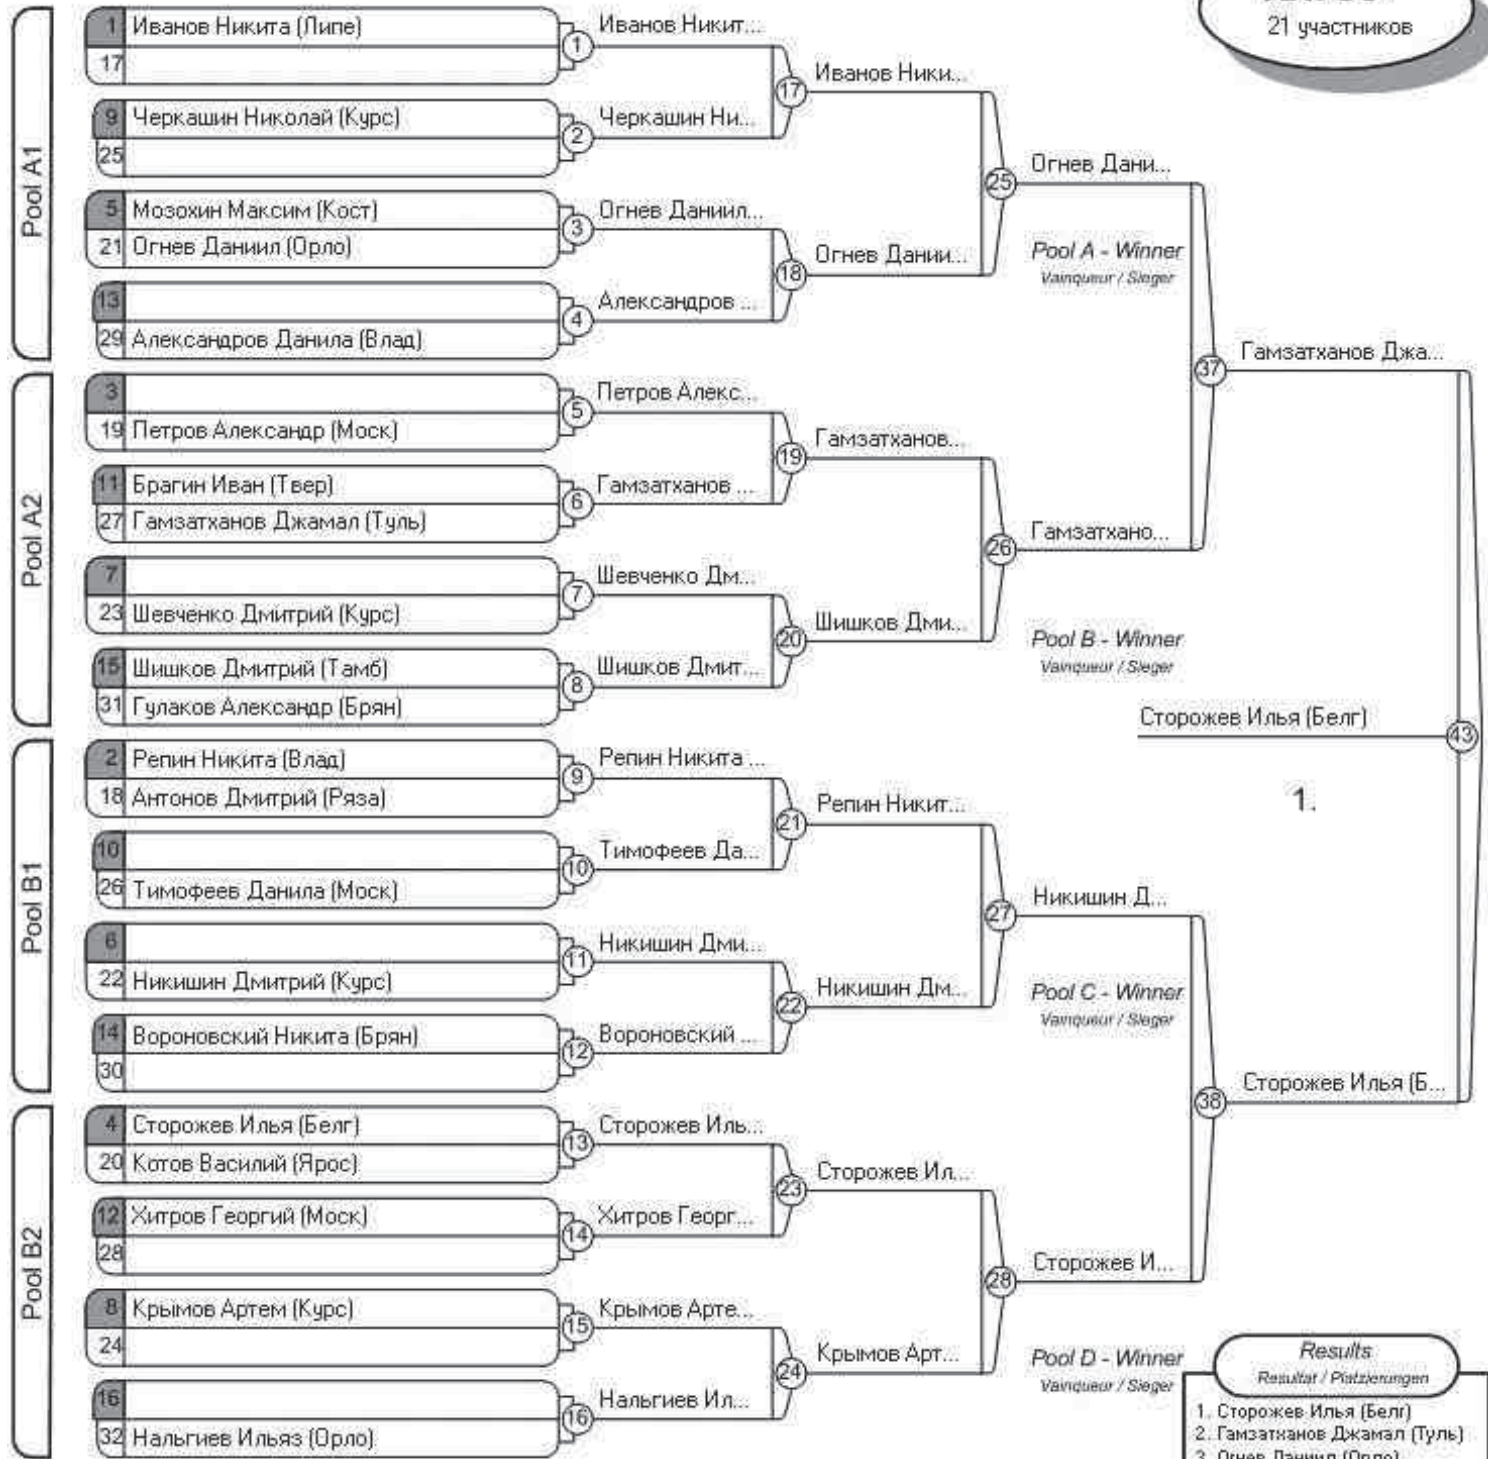 21 участников
Pool A1
1 Иванов Никита (Липе)
17
9 Черкашин Николай (Курс)
25
5 Мозохин Максим (Кост)
21 Огнев Даниил (Орло)
13
29 Александров Данила (Влад)
Pool A2
3
19 Петров Александр (Моск)
11 Брагин Иван (Твер)
27 Гамзатханов Джамал (Туль)
7
23 Шевченко Дмитрий (Курс)
15 Шишков Дмитрий (Тамб)
31 Гулаков Александр (Брян)
Pool B1
2 Репин Никита (Влад)
18 Антонов Дмитрий (Ряза)
10
26 Тимофеев Данила (Моск)
6
22 Никишин Дмитрий (Курс)
14 Вороновский Никита (Брян)
30
Pool B2
4 Сторожев Илья (Белг)
20 Котов Василий (Ярос)
12 Хитров Георгий (Моск)
28
8 Крымов Артем (Курс)
24
16
32 Нальгиев Ильяз (Орло)
1 Иванов Никит...
2 Черкашин Ни...
3 Огнев Даниил...
4 Александров ...
5 Петров Алекс...
6 Гамзатханов ...
7 Шевченко Дм...
8 Шишков Дмит...
9 Репин Никита ...
10 Тимофеев Да...
11 Никишин Дми...
12 Вороновский ...
13 Сторожев Иль...
14 Хитров Георг...
15 Крымов Арте...
16 Нальгиев Ил...
17 Иванов Ники...
18 Огнев Дании...
19 Гамзатханов...
20 Шишков Дми...
21 Репин Никит...
22 Никишин Дм...
23 Сторожев Ил...
24 Крымов Арт...
25 Огнев Дани...
Pool A - Winner
Vainqueur / Sieger
26 Гамзатхано...
Pool B - Winner
Vainqueur / Sieger
27 Никишин Д...
Pool C - Winner
Vainqueur / Sieger
28 Сторожев И...
Pool D - Winner
Vainqueur / Sieger
37 Гамзатханов Джа...
38 Сторожев Илья (Б...
Сторожев Илья (Белг) 43
1.
Results
Resultat / Platzierungen
1. Сторожев Илья (Белг)
2. Гамзатханов Джамал (Туль)
3. Огнев Даниил (Орло)